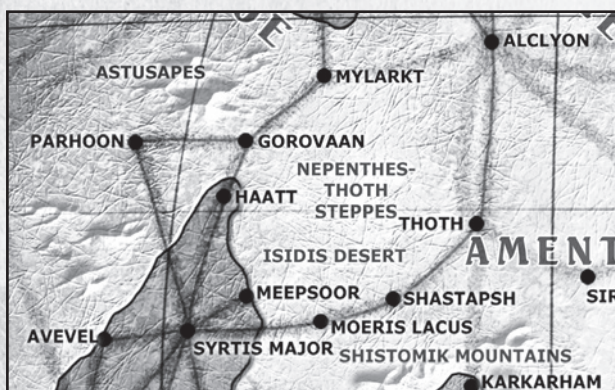 ALCLYON
ASTUSAPES
MYLARKT
PARHOON
GOROVAAN
NEPENTHES-
THOTH
STEPPES
HAATT
THOTH
ISIDIS DESERT
AMENT
MEEPSOOR
SHASTAPSH
SIR
AVEVEL
SYRTIS MAJOR
MOERIS LACUS
SHISTOMIK MOUNTAINS
KARKARHAM